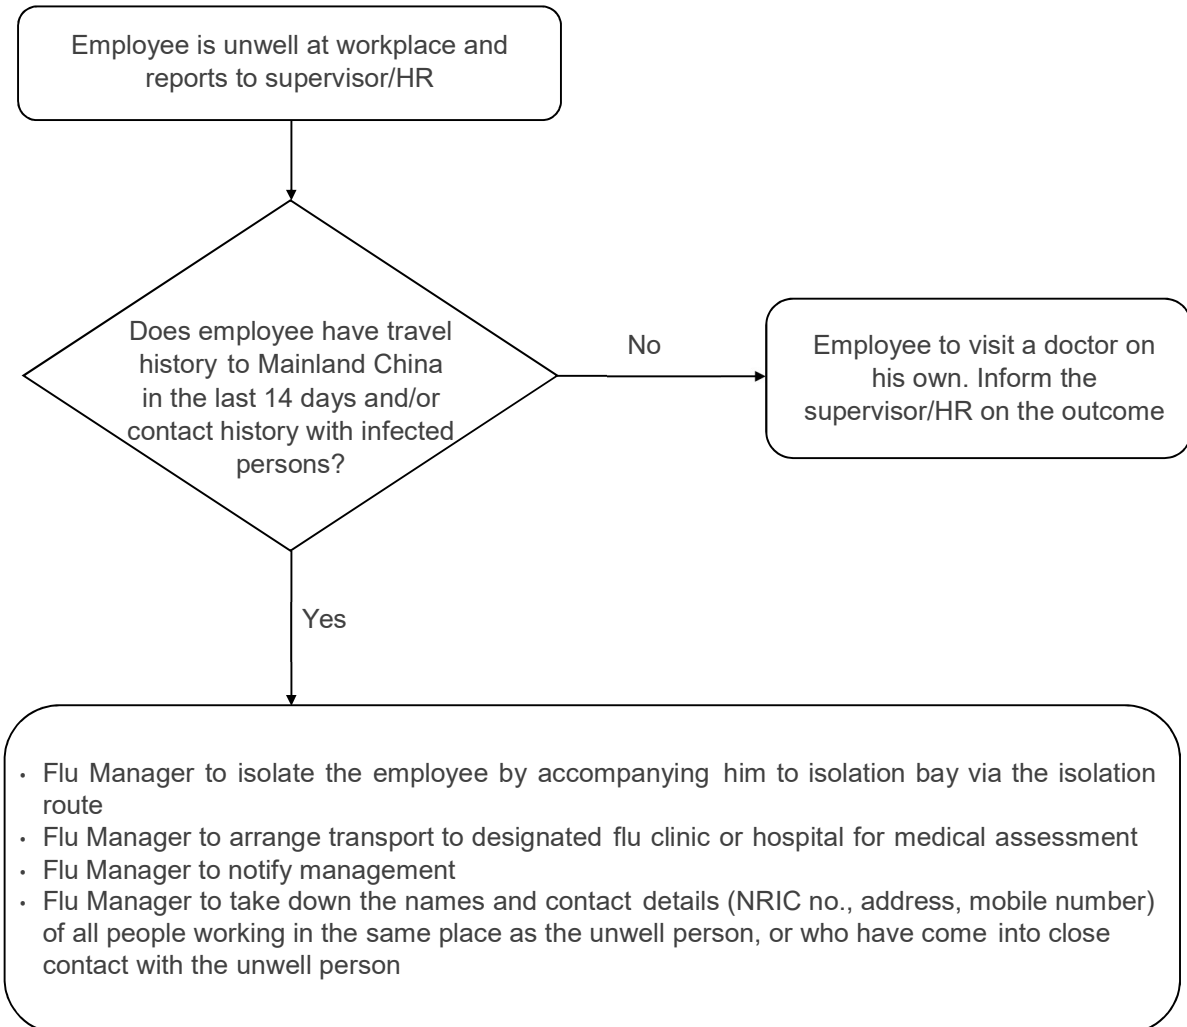 Employee is unwell at workplace and
reports to supervisor/HR
Does employee have travel
history to Mainland China
in the last 14 days and/or
contact history with infected
persons?
No
Employee to visit a doctor on
his own. Inform the
supervisor/HR on the outcome
Yes
• Flu Manager to isolate the employee by accompanying him to isolation bay via the isolation
route
• Flu Manager to arrange transport to designated flu clinic or hospital for medical assessment
• Flu Manager to notify management
• Flu Manager to take down the names and contact details (NRIC no., address, mobile number)
of all people working in the same place as the unwell person, or who have come into close
contact with the unwell person